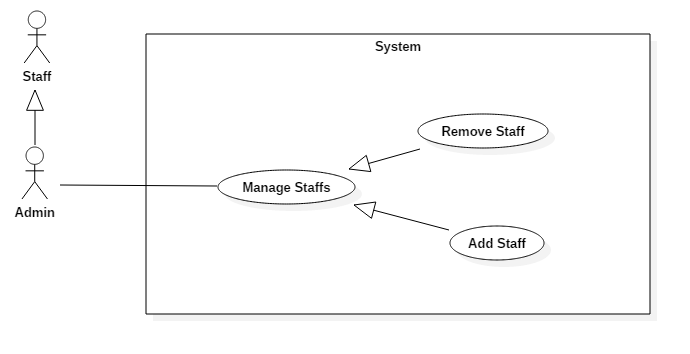 Staff
System
Remove Staff
Manage Staffs
Admin
Add Staff